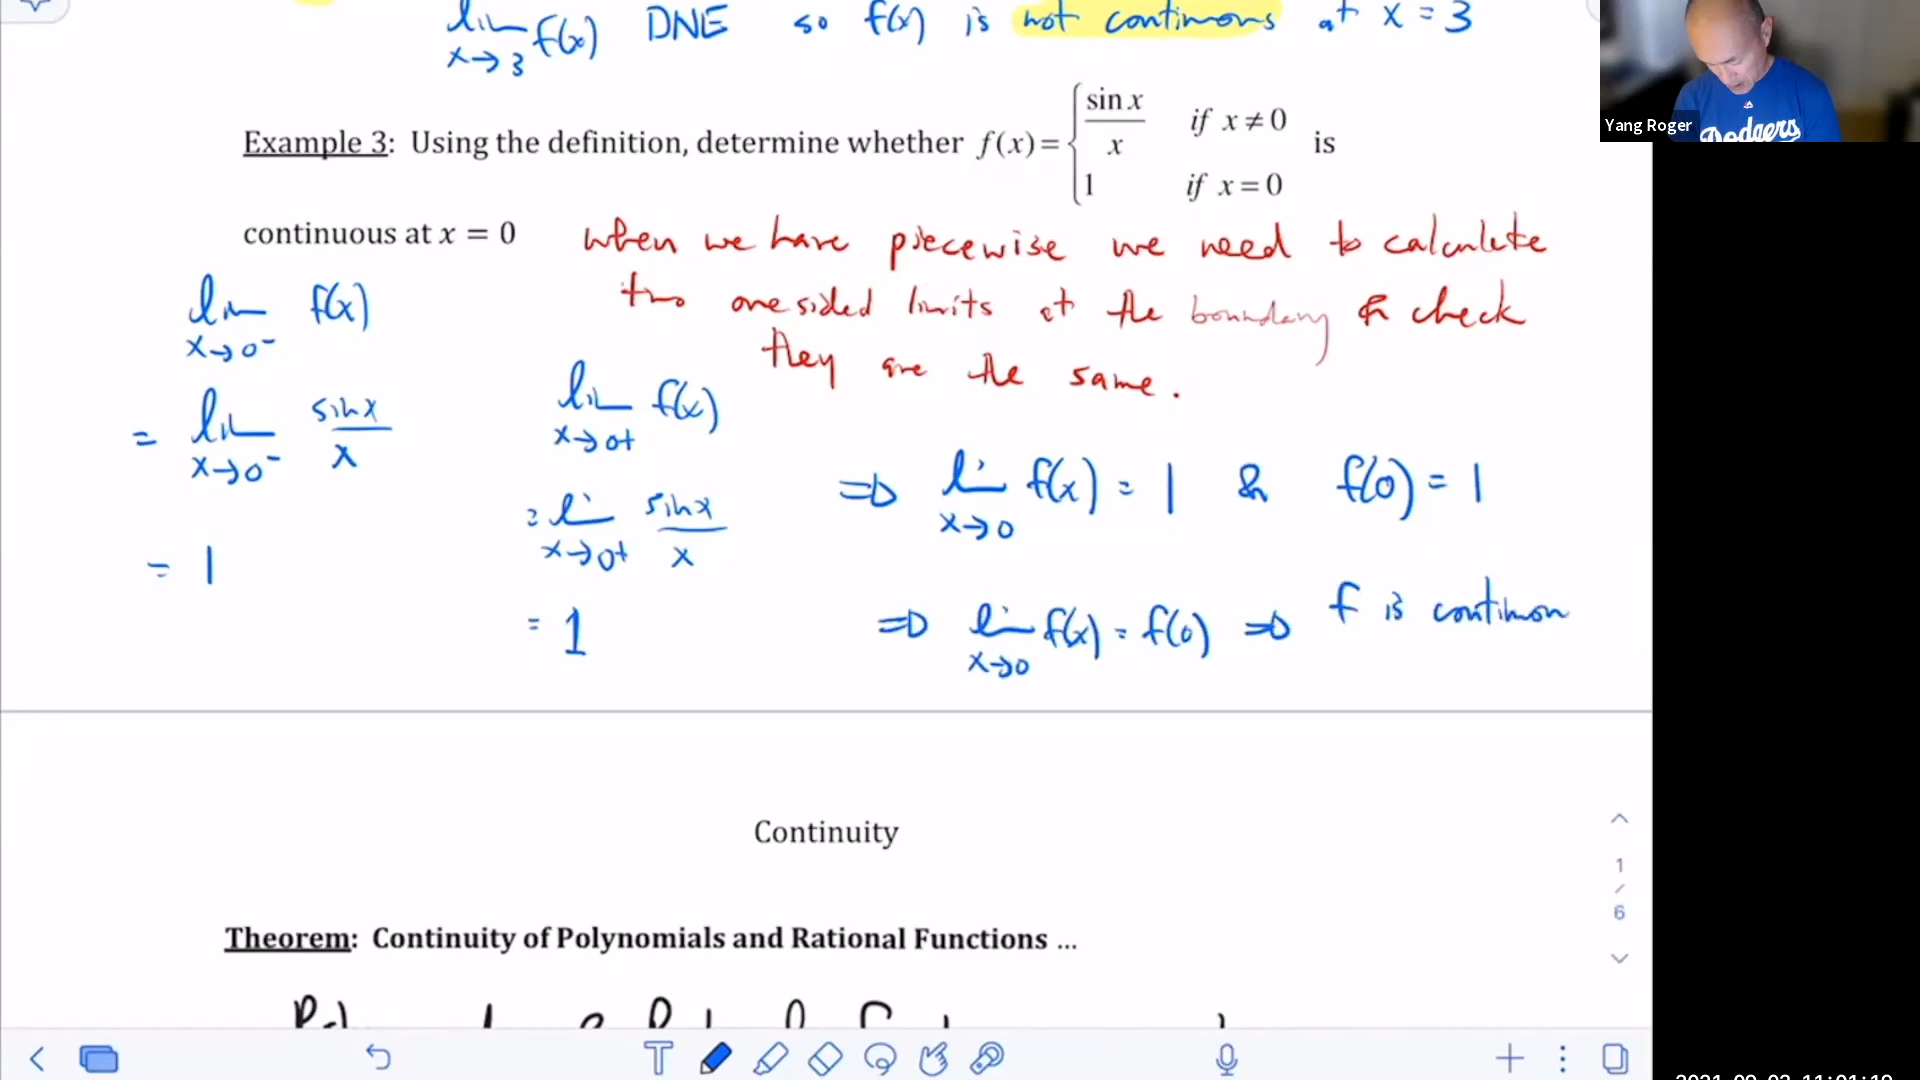 lim f(x) DNE so f(x) is not continuous at x = 3
x→3
Yang Roger
Dodgers
Example 3: Using the definition, determine whether f(x) = { sin x / x if x ≠ 0 is
1 if x = 0
continuous at x = 0
when we have piecewise we need to calculate
two one sided limits at the boundary & check
they are the same.
lim f(x)
x→0⁻
= lim sin x / x
x→0⁻
= 1
lim f(x)
x→0+
= lim sin x / x
x→0+
= 1
⇒ lim f(x) = 1 & f(0) = 1
x→0
⇒ lim f(x) = f(0) ⇒ f is continuou
x→0
Continuity
1
/
6
Theorem: Continuity of Polynomials and Rational Functions ...
T